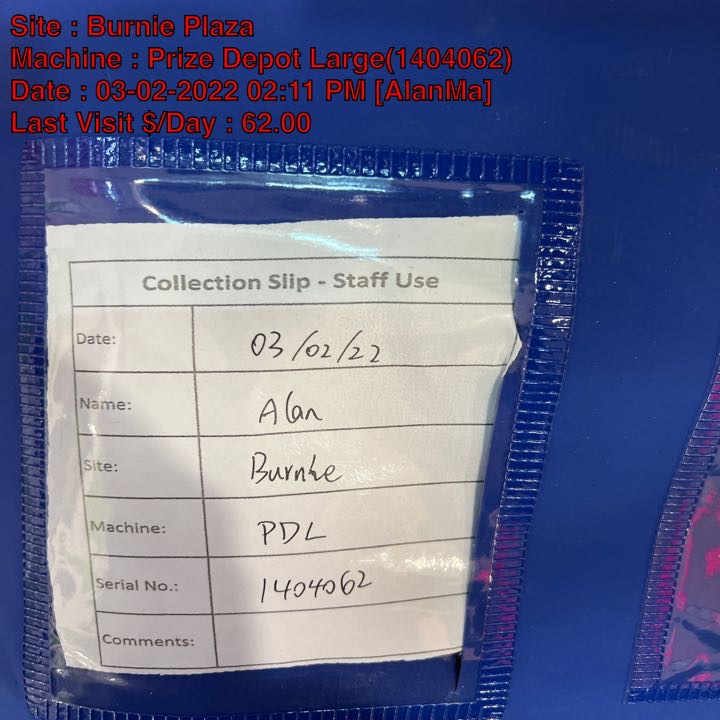 Site : Burnie Plaza
Machine : Prize Depot Large(1404062)
Date : 03-02-2022 02:11 PM [AlanMa]
Last Visit $/Day : 62.00
Collection Slip - Staff Use
Date: 03/02/22
Name: Alan
Site: Burnie
Machine: PDL
Serial No.: 1404062
Comments: